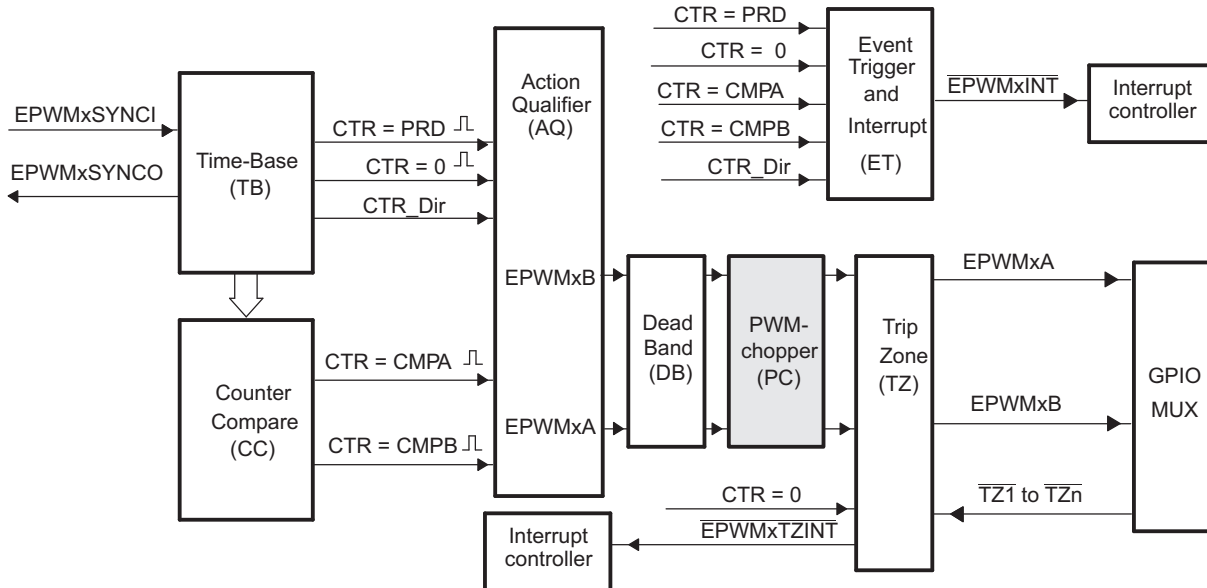 EPWMxSYNCI
EPWMxSYNCO
Time-Base
(TB)
CTR = PRD
CTR = 0
CTR_Dir
Counter
Compare
(CC)
CTR = CMPA
CTR = CMPB
Action
Qualifier
(AQ)
EPWMxB
EPWMxA
CTR = PRD
CTR = 0
CTR = CMPA
CTR = CMPB
CTR_Dir
Event
Trigger
and
Interrupt
(ET)
EPWMxINT
Interrupt
controller
Dead
Band
(DB)
PWM-
chopper
(PC)
Trip
Zone
(TZ)
EPWMxA
EPWMxB
TZ1 to TZn
GPIO
MUX
CTR = 0
EPWMxTZINT
Interrupt
controller